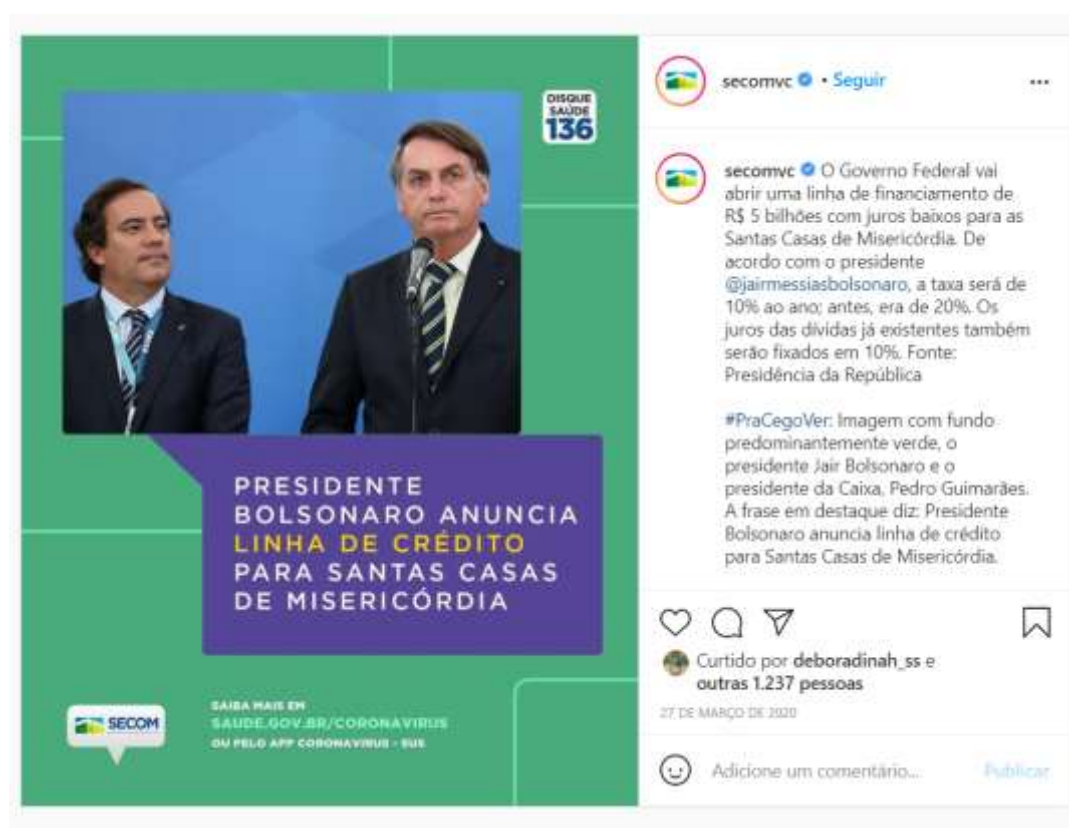 DISQUE
SAÚDE
136
PRESIDENTE
BOLSONARO ANUNCIA
LINHA DE CRÉDITO
PARA SANTAS CASAS
DE MISERICÓRDIA
SECOM
SAIBA MAIS EM
SAUDE.GOV.BR/CORONAVIRUS
OU PELO APP CORONAVIRUS - SUS
secomvc • Seguir
secomvc O Governo Federal vai
abrir uma linha de financiamento de
R$ 5 bilhões com juros baixos para as
Santas Casas de Misericórdia. De
acordo com o presidente
@jairmessiasbolsonaro, a taxa será de
10% ao ano; antes, era de 20%. Os
juros das dívidas já existentes também
serão fixados em 10%. Fonte:
Presidência da República
#PraCegoVer: Imagem com fundo
predominantemente verde, o
presidente Jair Bolsonaro e o
presidente da Caixa, Pedro Guimarães.
A frase em destaque diz: Presidente
Bolsonaro anuncia linha de crédito
para Santas Casas de Misericórdia.
Curtido por deboradinah_ss e
outras 1.237 pessoas
27 DE MARÇO DE 2020
Adicione um comentário... Publicar